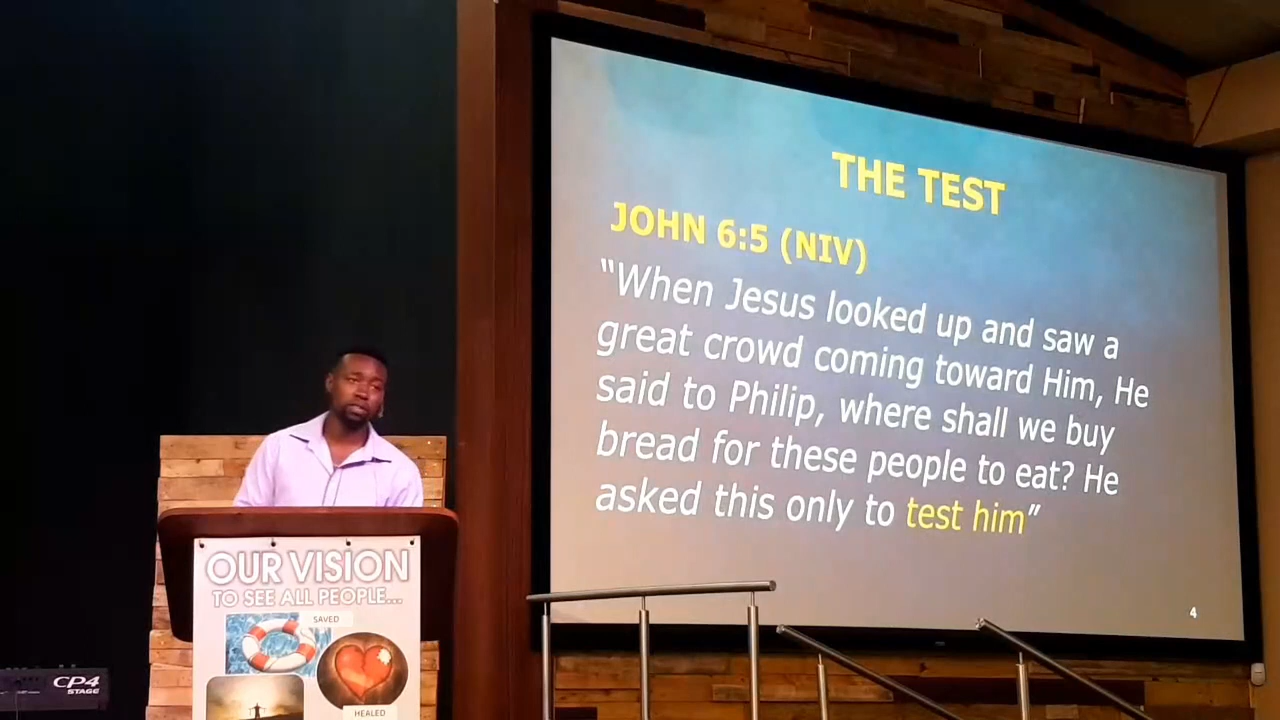 THE TEST
JOHN 6:5 (NIV)
“When Jesus looked up and saw a
great crowd coming toward Him, He
said to Philip, where shall we buy
bread for these people to eat? He
asked this only to test him”
4
OUR VISION
TO SEE ALL PEOPLE...
SAVED
HEALED
CP4
STAGE